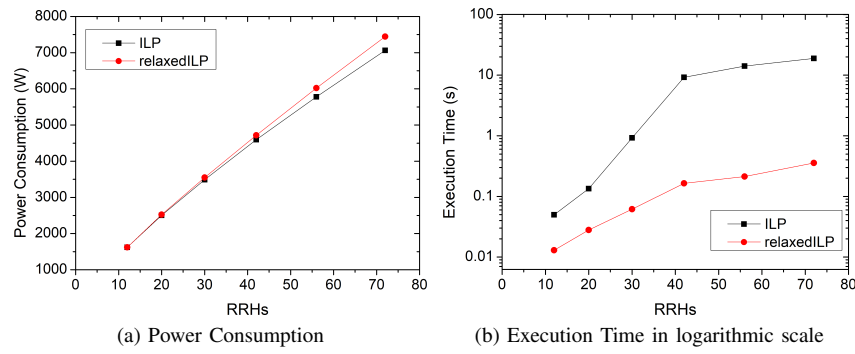 8000
7000
6000
5000
4000
3000
2000
1000
Power Consumption (W)
ILP
relaxedILP
0 10 20 30 40 50 60 70 80
RRHs
(a) Power Consumption
100
10
1
0.1
0.01
Execution Time (s)
ILP
relaxedILP
0 10 20 30 40 50 60 70 80
RRHs
(b) Execution Time in logarithmic scale